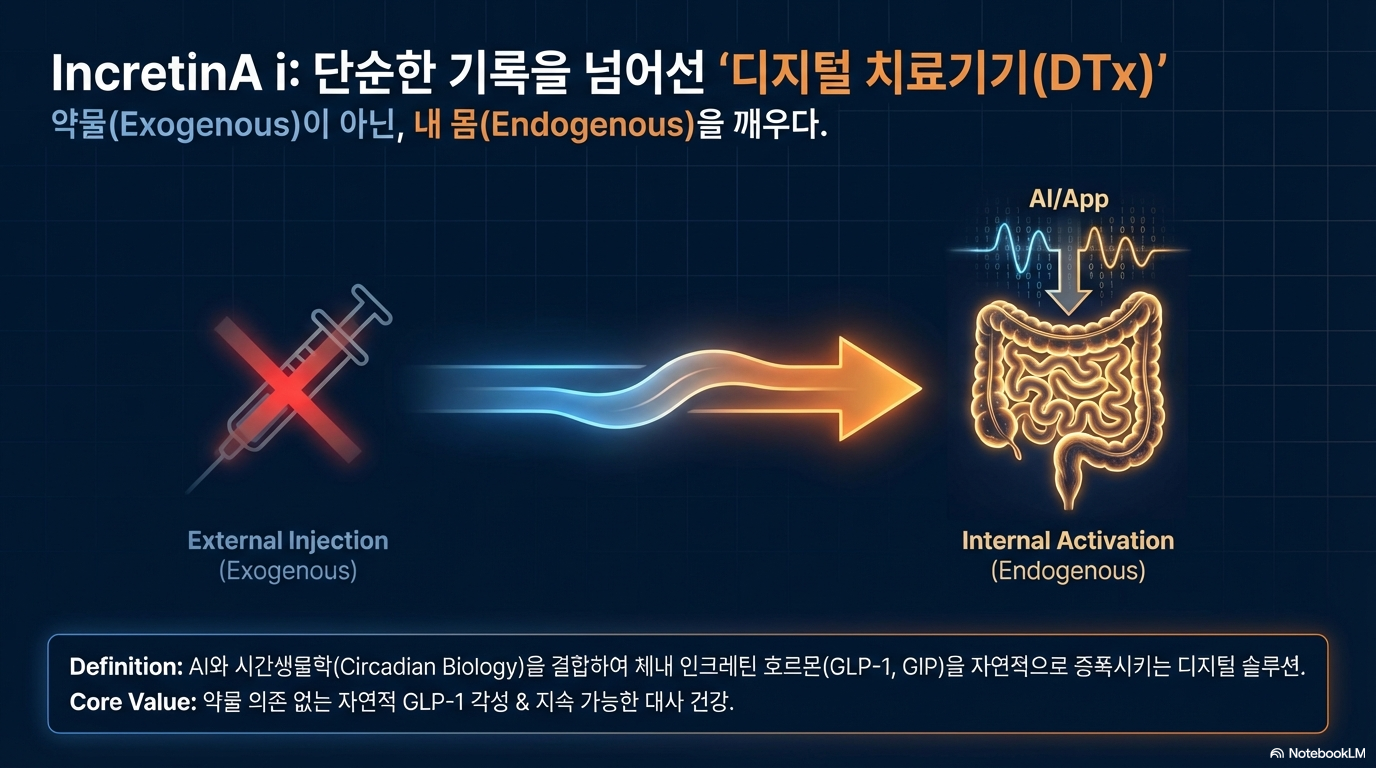 IncretinA i: 단순한 기록을 넘어선 ‘디지털 치료기기(DTx)’
약물(Exogenous)이 아닌, 내 몸(Endogenous)을 깨우다.
AI/App
External Injection
(Exogenous)
Internal Activation
(Endogenous)
Definition: AI와 시간생물학(Circadian Biology)을 결합하여 체내 인크레틴 호르몬(GLP-1, GIP)을 자연적으로 증폭시키는 디지털 솔루션.
Core Value: 약물 의존 없는 자연적 GLP-1 각성 & 지속 가능한 대사 건강.
NotebookLM